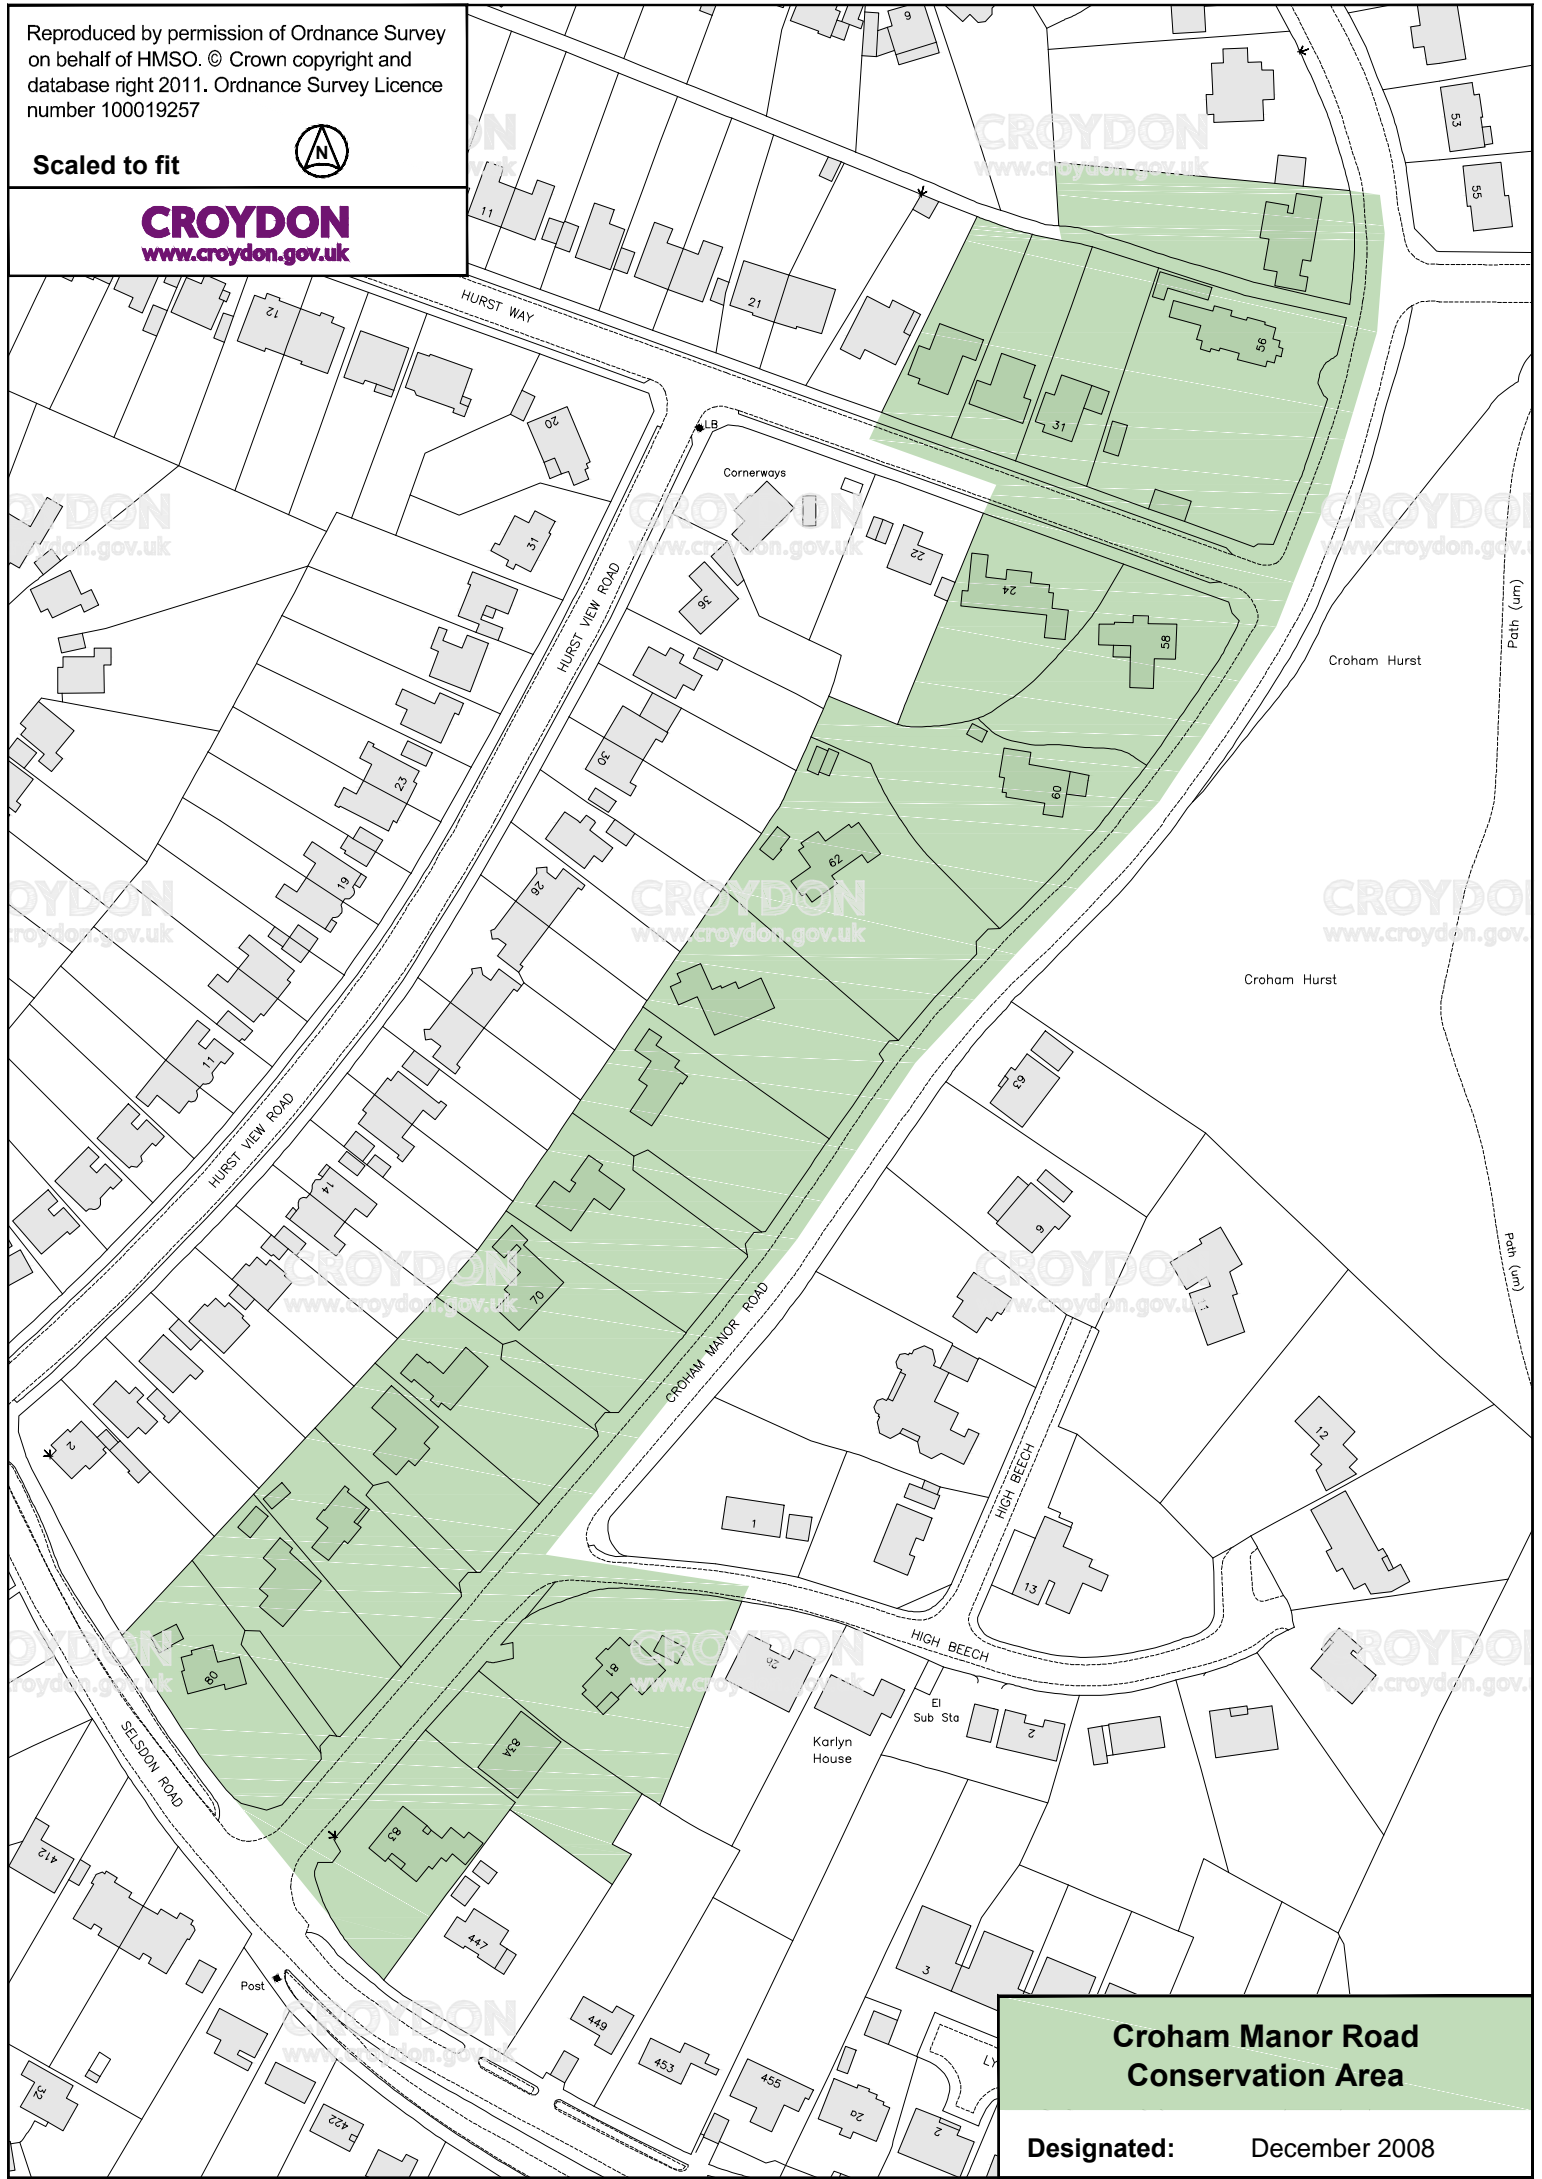 Reproduced by permission of Ordnance Survey
on behalf of HMSO. © Crown copyright and
database right 2011. Ordnance Survey Licence
number 100019257
Scaled to fit
N
CROYDON
www.croydon.gov.uk
9
53
55
11
21
12
HURST WAY
56
31
20
LB
Cornerways
31
22
24
58
36
HURST VIEW ROAD
Croham Hurst
Path (um)
30
60
23
62
19
26
Croham Hurst
11
63
HURST VIEW ROAD
14
9
Path (um)
70
11
CROHAM MANOR ROAD
2
12
HIGH BEECH
1
13
HIGH BEECH
80
81
2b
El
Sub Sta
Karlyn
House
2
83A
SELSDON ROAD
83
412
447
3
Post
449
453
455
2a
2
LY
32
422
CROYDON
www.croydon.gov.uk
Croham Manor Road
Conservation Area
Designated: December 2008